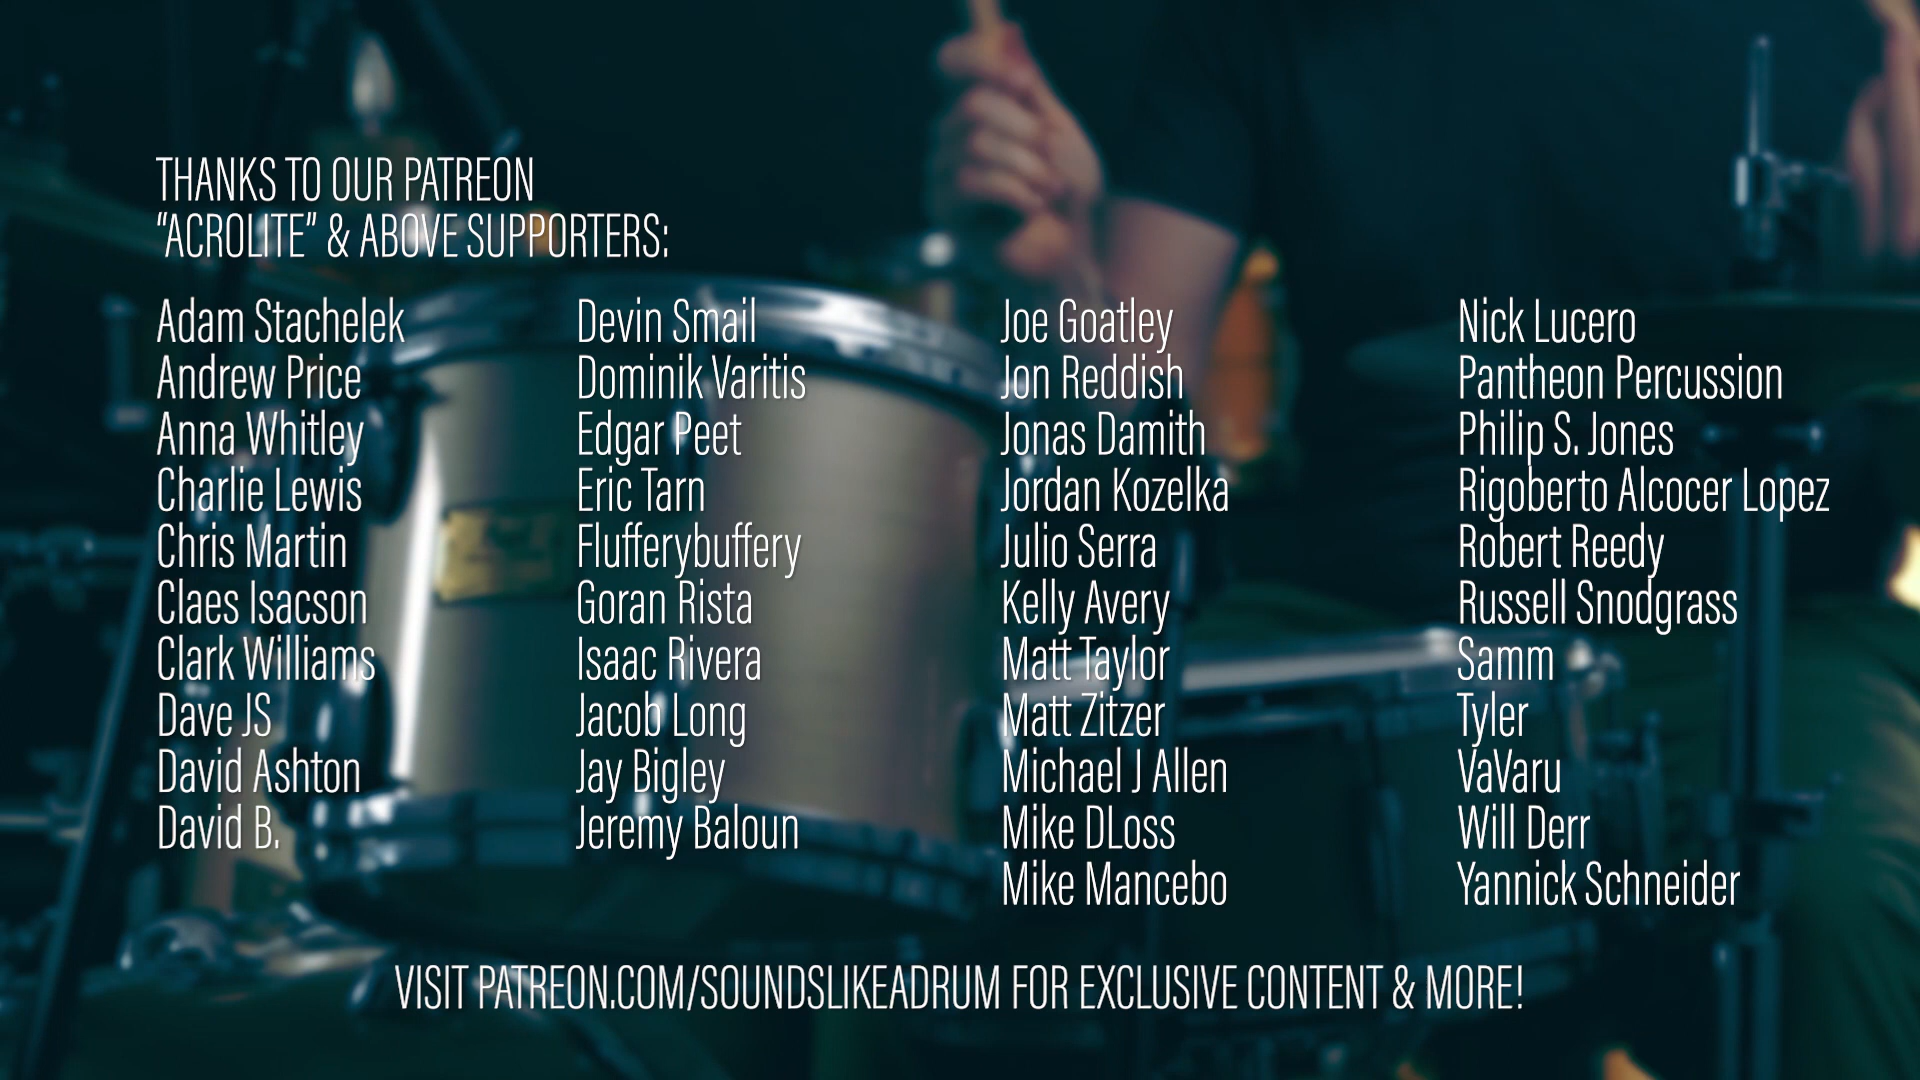 THANKS TO OUR PATREON
“ACROLITE” & ABOVE SUPPORTERS:
Adam Stachelek
Andrew Price
Anna Whitley
Charlie Lewis
Chris Martin
Claes Isacson
Clark Williams
Dave JS
David Ashton
David B.
Devin Smail
Dominik Varitis
Edgar Peet
Eric Tarn
Flufferybuffery
Goran Rista
Isaac Rivera
Jacob Long
Jay Bigley
Jeremy Baloun
Joe Goatley
Jon Reddish
Jonas Damith
Jordan Kozelka
Julio Serra
Kelly Avery
Matt Taylor
Matt Zitzer
Michael J Allen
Mike DLoss
Mike Mancebo
Nick Lucero
Pantheon Percussion
Philip S. Jones
Rigoberto Alcocer Lopez
Robert Reedy
Russell Snodgrass
Samm
Tyler
VaVaru
Will Derr
Yannick Schneider
VISIT PATREON.COM/SOUNDSLIKEADRUM FOR EXCLUSIVE CONTENT & MORE!